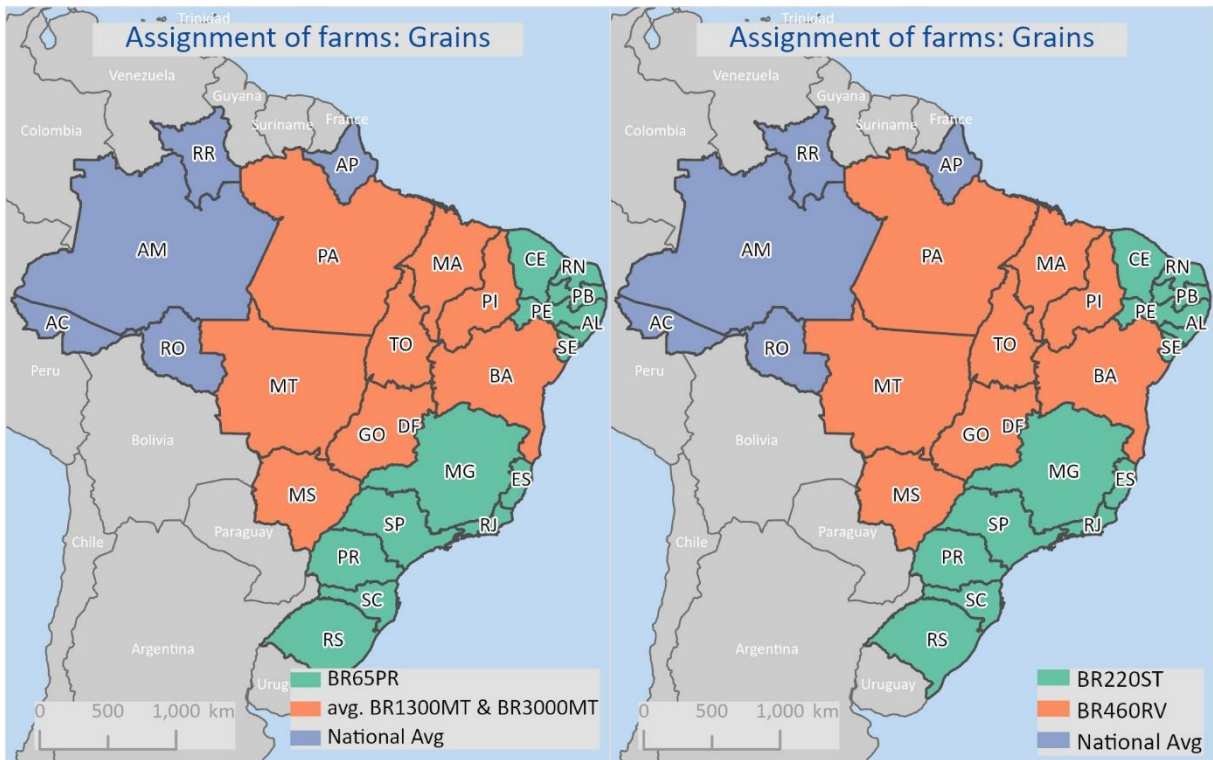 Assignment of farms: Grains
Trinidad
Venezuela
Guyana
Suriname
France
Colombia
RR
AP
AM
PA
MA
CE
RN
PB
PI
PE
AL
AC
RO
TO
SE
Peru
MT
BA
Bolivia
GO
DF
MG
ES
MS
SP
RJ
Paraguay
Chile
PR
SC
RS
Argentina
BR65PR
avg. BR1300MT & BR3000MT
National Avg
0 500 1,000 km
Assignment of farms: Grains
Trinidad
Venezuela
Guyana
Suriname
France
Colombia
RR
AP
AM
PA
MA
CE
RN
PB
PI
PE
AL
AC
RO
TO
SE
Peru
MT
BA
Bolivia
GO
DF
MG
ES
MS
SP
RJ
Paraguay
Chile
PR
SC
RS
Argentina
Uruguay
BR220ST
BR460RV
National Avg
0 500 1,000 km